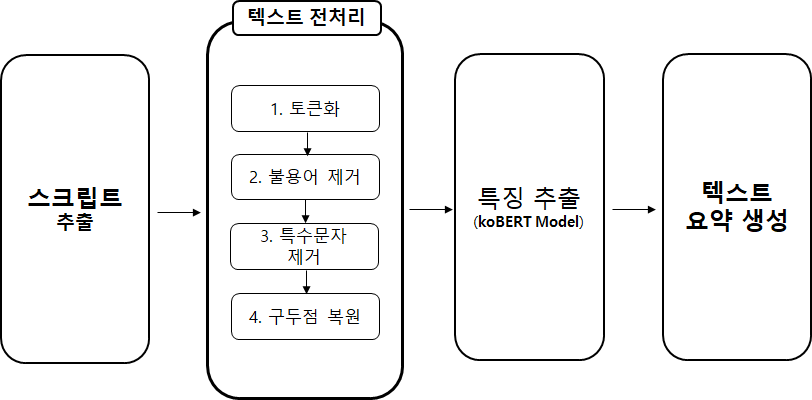 텍스트 전처리
스크립트
추출
1. 토큰화
2. 불용어 제거
3. 특수문자
제거
4. 구두점 복원
특징 추출
(koBERT Model)
텍스트
요약 생성